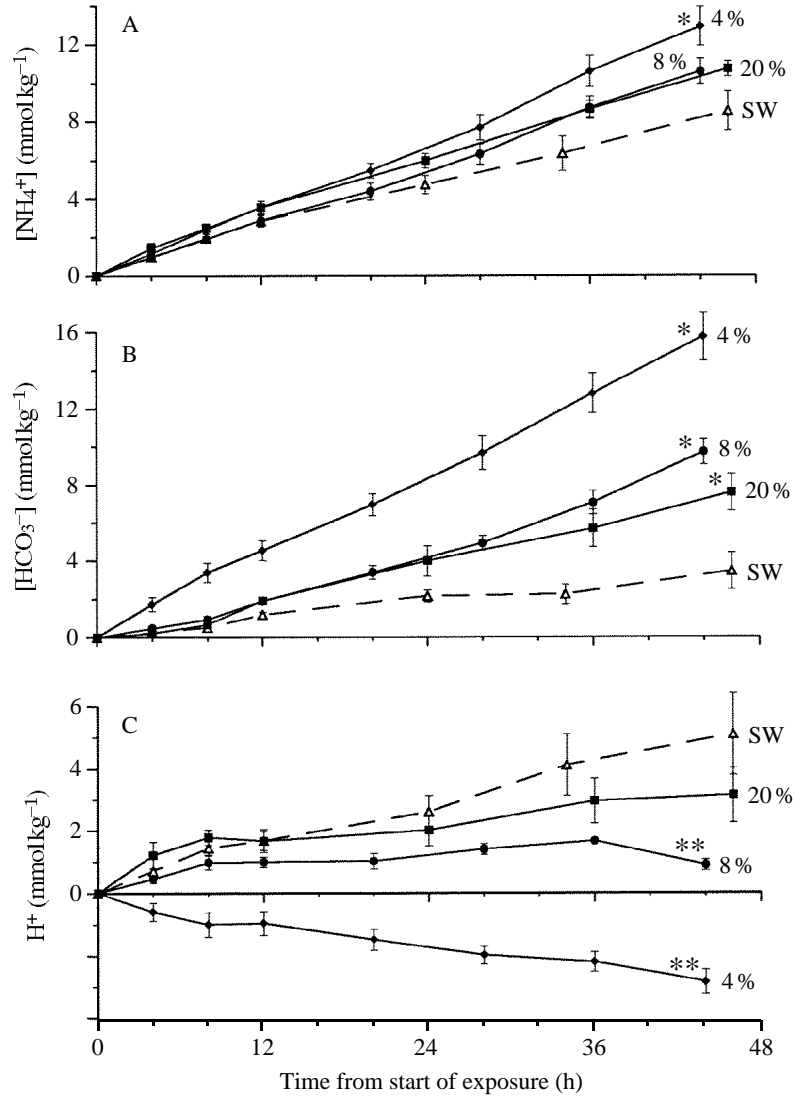 A
* 4 %
12
8 %
20 %
SW
8
4
0
[NH₄⁺] (mmol kg⁻¹)
16
B
* 4 %
12
* 8 %
* 20 %
8
4
SW
0
[HCO₃⁻] (mmol kg⁻¹)
6
C
SW
4
20 %
2
** 8 %
0
** 4 %
H⁺ (mmol kg⁻¹)
0 12 24 36 48
Time from start of exposure (h)